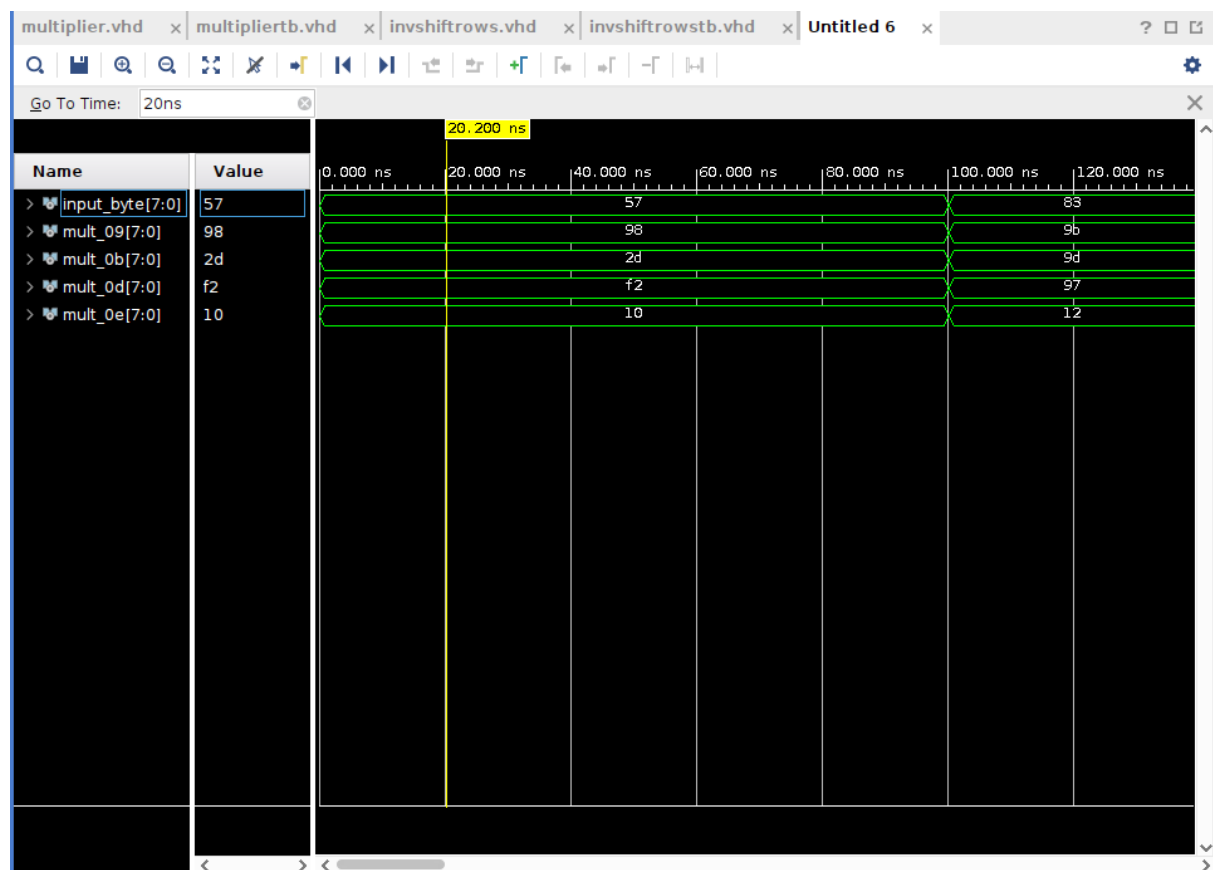 multiplier.vhd × multipliertb.vhd × invshiftrows.vhd × invshiftrowstb.vhd × Untitled 6 × ?
Go To Time: 20ns
20.200 ns
Name Value 0.000 ns 20.000 ns 40.000 ns 60.000 ns 80.000 ns 100.000 ns 120.000 ns
input_byte[7:0] 57 57 83
mult_09[7:0] 98 98 9b
mult_0b[7:0] 2d 2d 9d
mult_0d[7:0] f2 f2 97
mult_0e[7:0] 10 10 12